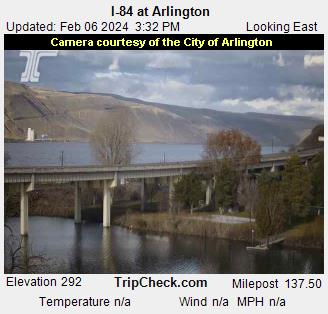 I-84 at Arlington
Updated: Feb 06 2024 3:32 PM Looking East
Camera courtesy of the City of Arlington
Elevation 292 TripCheck.com Milepost 137.50
Temperature n/a Wind n/a MPH n/a